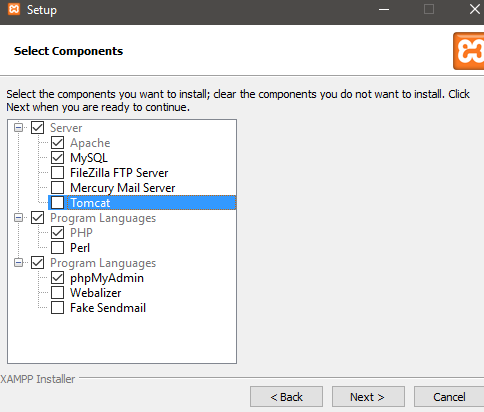 Setup
Select Components
Select the components you want to install; clear the components you do not want to install. Click
Next when you are ready to continue.
Server
Apache
MySQL
FileZilla FTP Server
Mercury Mail Server
Tomcat
Program Languages
PHP
Perl
Program Languages
phpMyAdmin
Webalizer
Fake Sendmail
XAMPP Installer
< Back
Next >
Cancel